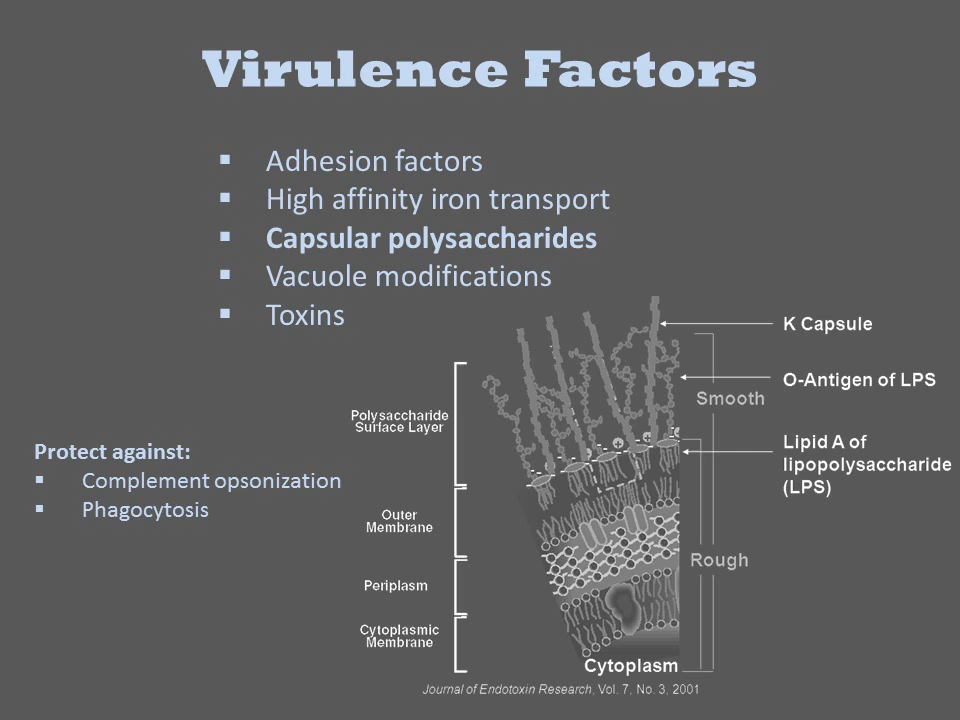 Virulence Factors
▪ Adhesion factors
▪ High affinity iron transport
▪ Capsular polysaccharides
▪ Vacuole modifications
▪ Toxins
Protect against:
▪ Complement opsonization
▪ Phagocytosis
Polysaccharide
Surface Layer
Outer
Membrane
Periplasm
Cytoplasmic
Membrane
K Capsule
O-Antigen of LPS
Smooth
Lipid A of
lipopolysaccharide
(LPS)
Rough
Cytoplasm
Journal of Endotoxin Research, Vol. 7, No. 3, 2001